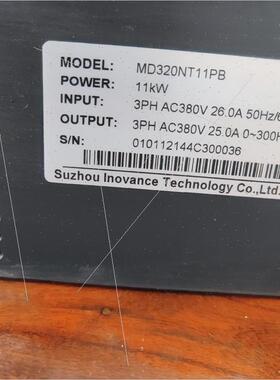 MODEL: MD320NT11PB
POWER: 11kW
INPUT: 3PH AC380V 26.0A 50Hz/6
OUTPUT: 3PH AC380V 25.0A 0~300H
S/N: 010112144C300036
Suzhou Inovance Technology Co.,Ltd.